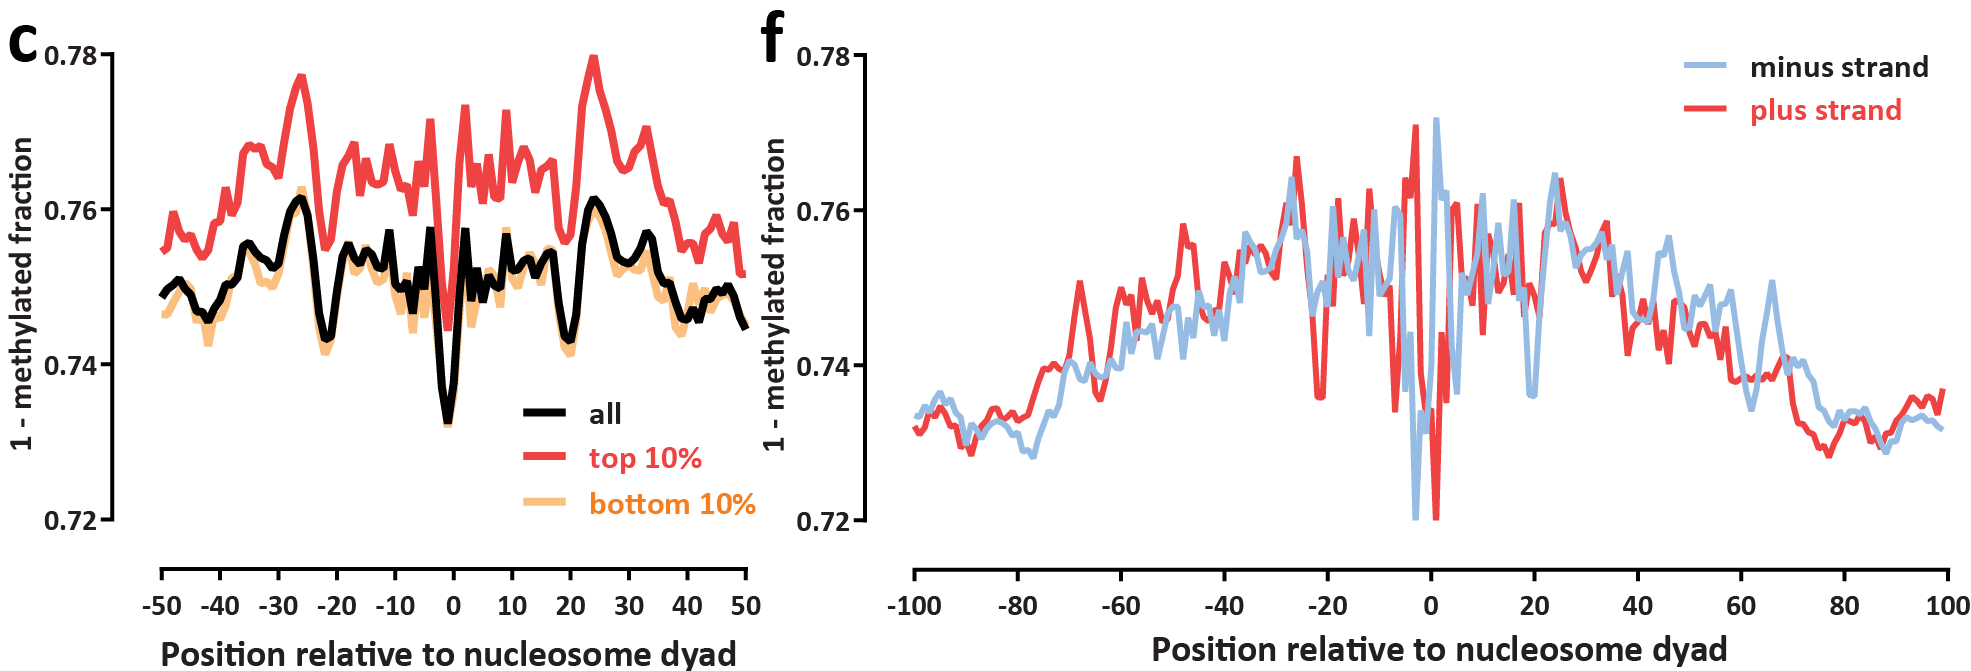 c
0.78
0.76
0.74
0.72
1 - methylated fraction
all
top 10%
bottom 10%
-50 -40 -30 -20 -10 0 10 20 30 40 50
Position relative to nucleosome dyad
f
0.78
0.76
0.74
0.72
1 - methylated fraction
minus strand
plus strand
-100 -80 -60 -40 -20 0 20 40 60 80 100
Position relative to nucleosome dyad